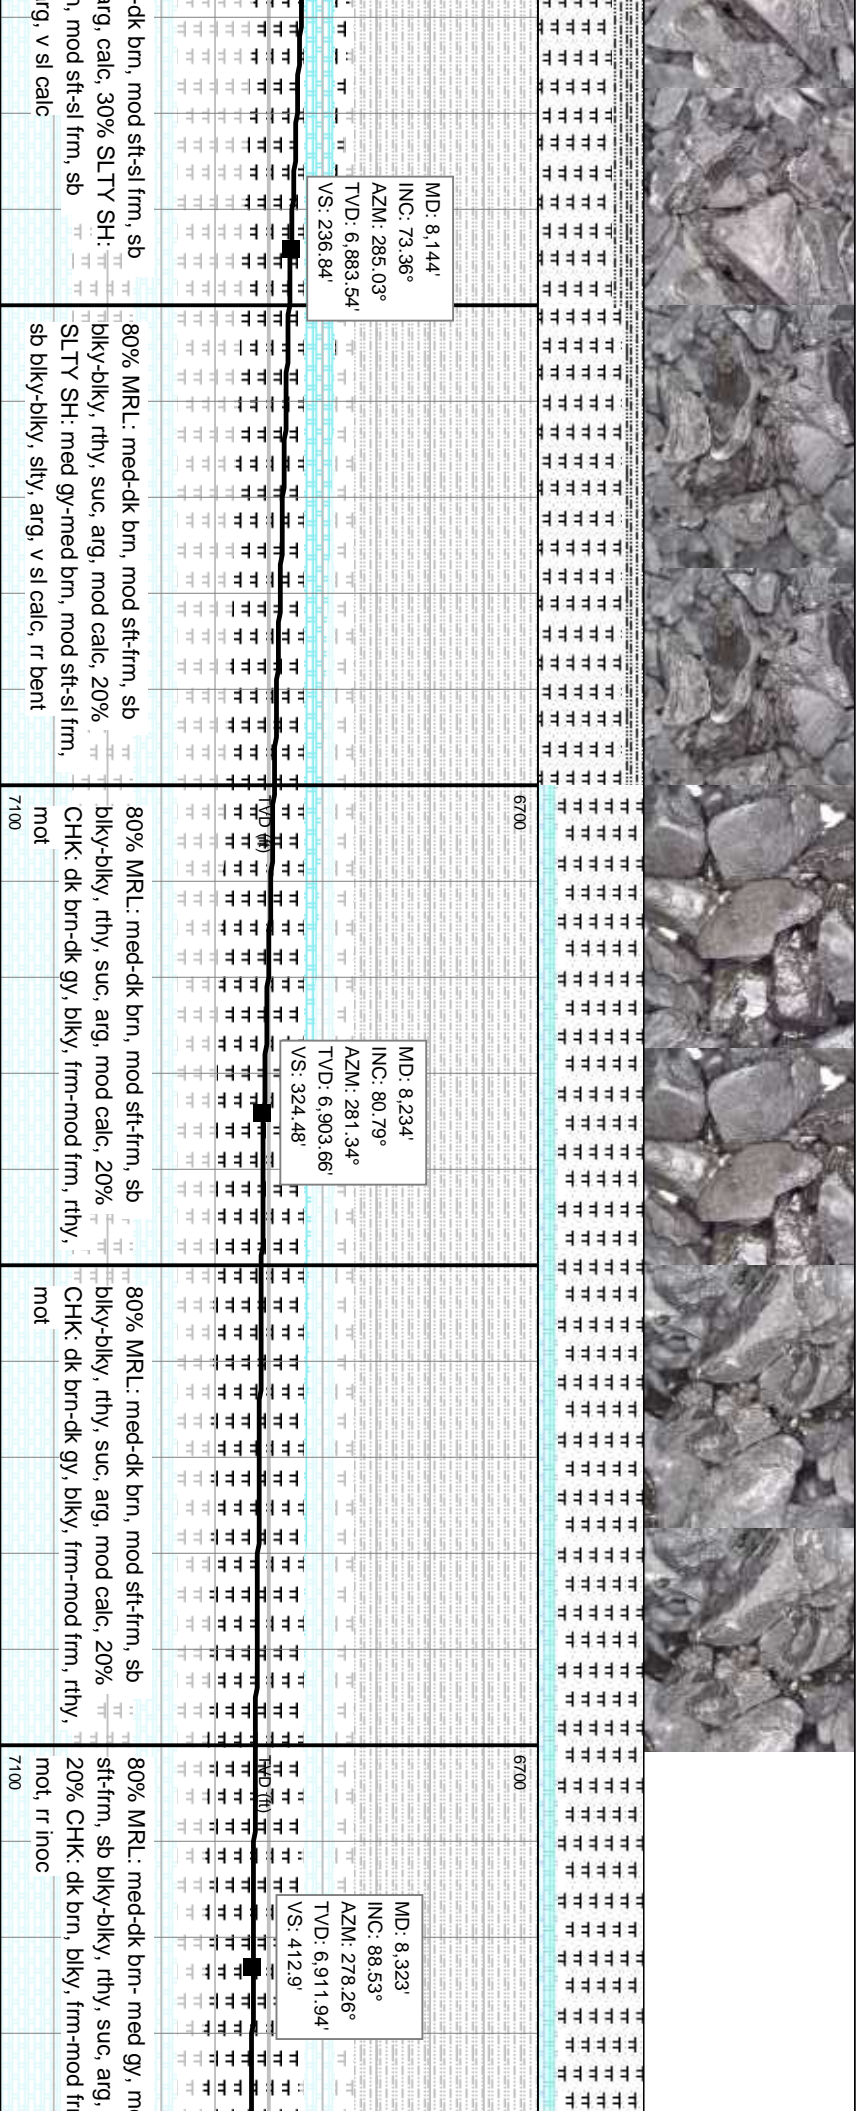 -dk brn, mod sft-sl frm, sb
arg, calc, 30% SLTY SH:
n, mod sft-sl frm, sb
rg, v sl calc
MD: 8,144'
INC: 73.36°
AZM: 285.03°
TVD: 6,883.54'
VS: 236.84'
80% MRL: med-dk brn, mod sft-frm, sb
blky-blky, rthy, suc, arg, mod calc, 20%
SLTY SH: med gy-med brn, mod sft-sl frm,
sb blky-blky, slty, arg, v sl calc, rr bent
6700
TVD (ft)
7100
80% MRL: med-dk brn, mod sft-frm, sb
blky-blky, rthy, suc, arg, mod calc, 20%
CHK: dk brn-dk gy, blky, frm-mod frm, rthy,
mot
MD: 8,234'
INC: 80.79°
AZM: 281.34°
TVD: 6,903.66'
VS: 324.48'
80% MRL: med-dk brn, mod sft-frm, sb
blky-blky, rthy, suc, arg, mod calc, 20%
CHK: dk brn-dk gy, blky, frm-mod frm, rthy,
mot
6700
TVD (ft)
7100
80% MRL: med-dk brn- med gy, mo
sft-frm, sb blky-blky, rthy, suc, arg,
20% CHK: dk brn, blky, frm-mod fr
mot, rr inoc
MD: 8,323'
INC: 88.53°
AZM: 278.26°
TVD: 6,911.94'
VS: 412.9'